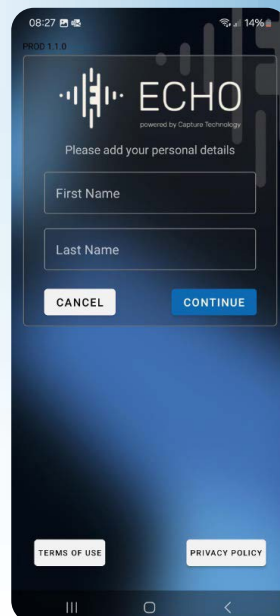 08:27 14%
PROD 1.1.0
ECHO
powered by Capture Technology
Please add your personal details
First Name
Last Name
CANCEL CONTINUE
TERMS OF USE PRIVACY POLICY